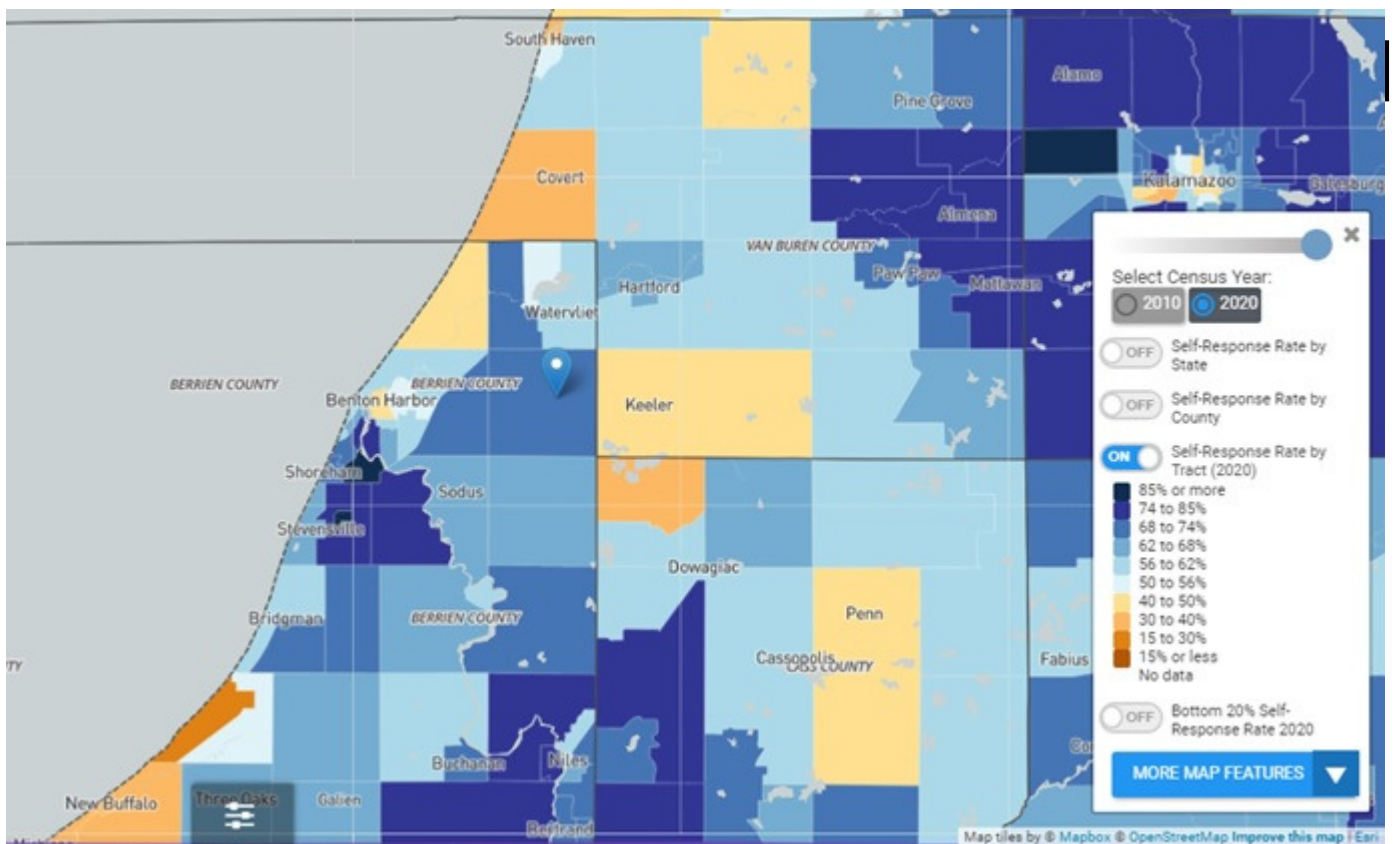 South Haven
Alamo
Pine Grove
Covert
Kalamazoo
Galesburg
Almena
VAN BUREN COUNTY
Paw Paw
Mattawan
Hartford
Watervliet
BERRIEN COUNTY
BERRIEN COUNTY
Benton Harbor
Keeler
Shoreham
Sodus
Stevensville
Dowagiac
Bridgman
BERRIEN COUNTY
Penn
Cassopolis
CASS COUNTY
Fabius
Buchanan
Niles
New Buffalo
Three Oaks
Galien
Bertrand
Select Census Year:
2010
2020
OFF
Self-Response Rate by
State
OFF
Self-Response Rate by
County
ON
Self-Response Rate by
Tract (2020)
85% or more
74 to 85%
68 to 74%
62 to 68%
56 to 62%
50 to 56%
40 to 50%
30 to 40%
15 to 30%
15% or less
No data
OFF
Bottom 20% Self-
Response Rate 2020
MORE MAP FEATURES
Map tiles by © Mapbox © OpenStreetMap Improve this map | Esri